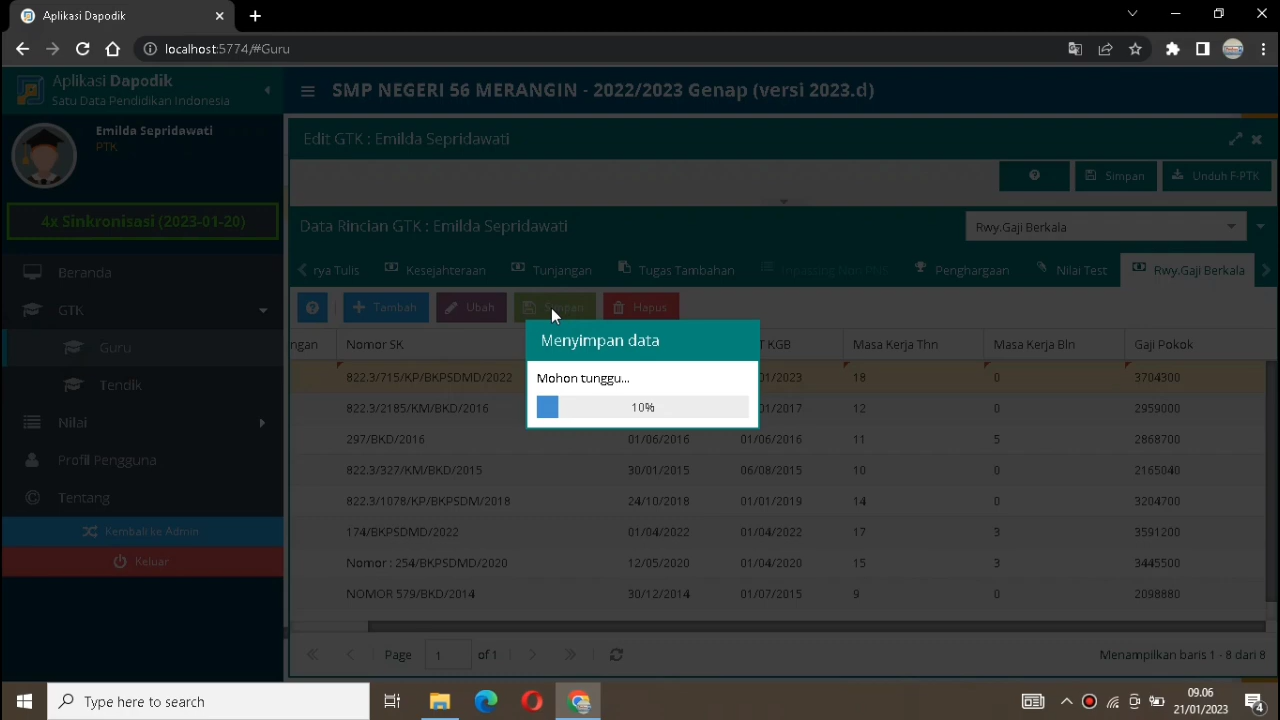 Aplikasi Dapodik
localhost:5774/#Guru
Aplikasi Dapodik
Satu Data Pendidikan Indonesia
SMP NEGERI 56 MERANGIN - 2022/2023 Genap (versi 2023.d)
Emilda Sepridawati
PTK
4x Sinkronisasi (2023-01-20)
Beranda
GTK
Guru
Tendik
Nilai
Profil Pengguna
Tentang
Kembali ke Admin
Keluar
Edit GTK : Emilda Sepridawati
Simpan Unduh F-PTK
Data Rincian GTK : Emilda Sepridawati Rwy.Gaji Berkala
rya Tulis Kesejahteraan Tunjangan Tugas Tambahan Inpassing Non PNS Penghargaan Nilai Test Rwy.Gaji Berkala
Tambah Ubah Simpan Hapus
ngan Nomor SK T KGB Masa Kerja Thn Masa Kerja Bln Gaji Pokok
822.3/715/KP/BKPSDMD/2022 01/2023 18 0 3704300
822.3/2185/KM/BKD/2016 01/2017 12 0 2959000
297/BKD/2016 01/06/2016 01/06/2016 11 5 2868700
822.3/327/KM/BKD/2015 30/01/2015 06/08/2015 10 0 2165040
822.3/1078/KP/BKPSDM/2018 24/10/2018 01/01/2019 14 0 3204700
174/BKPSDMD/2022 01/04/2022 01/04/2022 17 3 3591200
Nomor : 254/BKPSDMD/2020 12/05/2020 01/04/2020 15 3 3445500
NOMOR 579/BKD/2014 30/12/2014 01/07/2015 9 0 2098880
Menyimpan data
Mohon tunggu...
10%
Page 1 of 1 Menampilkan baris 1 - 8 dari 8
Type here to search
09.06
21/01/2023
4